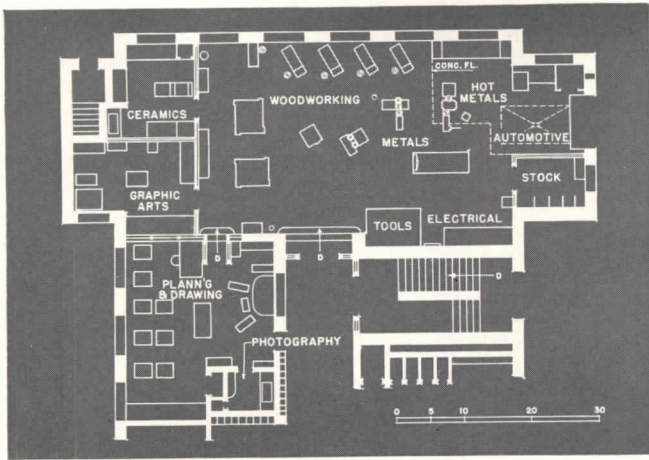 CONC. FL.
HOT
METALS
WOODWORKING
CERAMICS
METALS
AUTOMOTIVE
STOCK
GRAPHIC
ARTS
TOOLS
ELECTRICAL
D
D
D
PLANN'G
& DRAWING
PHOTOGRAPHY
0 5 10 20 30